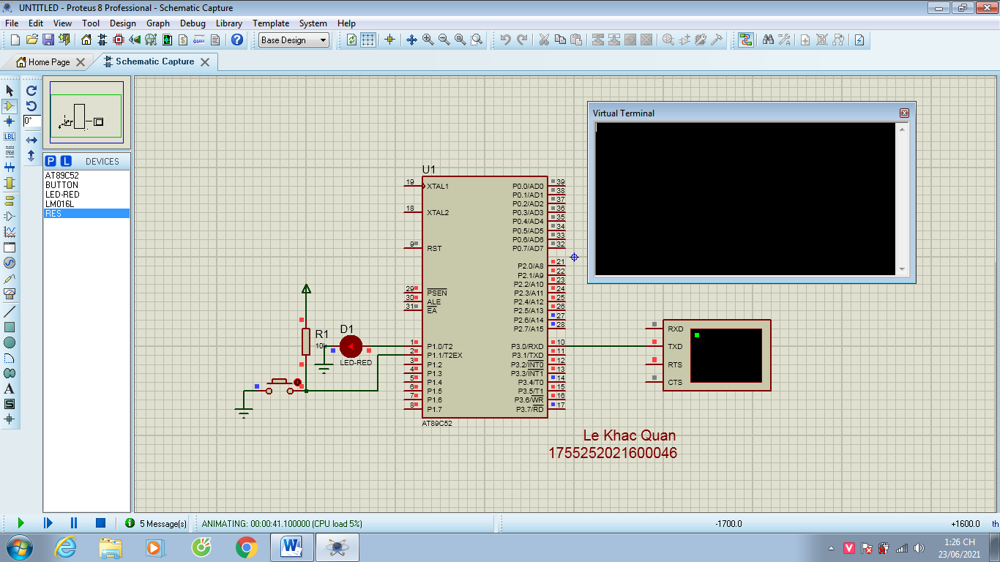 UNTITLED - Proteus 8 Professional - Schematic Capture
File Edit View Tool Design Graph Debug Library Template System Help
Base Design
Home Page
Schematic Capture
0°
P L DEVICES
AT89C52
BUTTON
LED-RED
LM016L
RES
LBL
A
S
Virtual Terminal
U1
19 XTAL1
18 XTAL2
9 RST
29 PSEN
30 ALE
31 EA
1 P1.0/T2
2 P1.1/T2EX
3 P1.2
4 P1.3
5 P1.4
6 P1.5
7 P1.6
8 P1.7
P0.0/AD0 39
P0.1/AD1 38
P0.2/AD2 37
P0.3/AD3 36
P0.4/AD4 35
P0.5/AD5 34
P0.6/AD6 33
P0.7/AD7 32
P2.0/A8 21
P2.1/A9 22
P2.2/A10 23
P2.3/A11 24
P2.4/A12 25
P2.5/A13 26
P2.6/A14 27
P2.7/A15 28
P3.0/RXD 10
P3.1/TXD 11
P3.2/INT0 12
P3.3/INT1 13
P3.4/T0 14
P3.5/T1 15
P3.6/WR 16
P3.7/RD 17
AT89C52
R1
10k
D1
LED-RED
RXD
TXD
RTS
CTS
Le Khac Quan
1755252021600046
5 Message(s)
ANIMATING: 00:00:41.100000 (CPU load 5%)
-1700.0
+1600.0
th
1:26 CH
23/06/2021